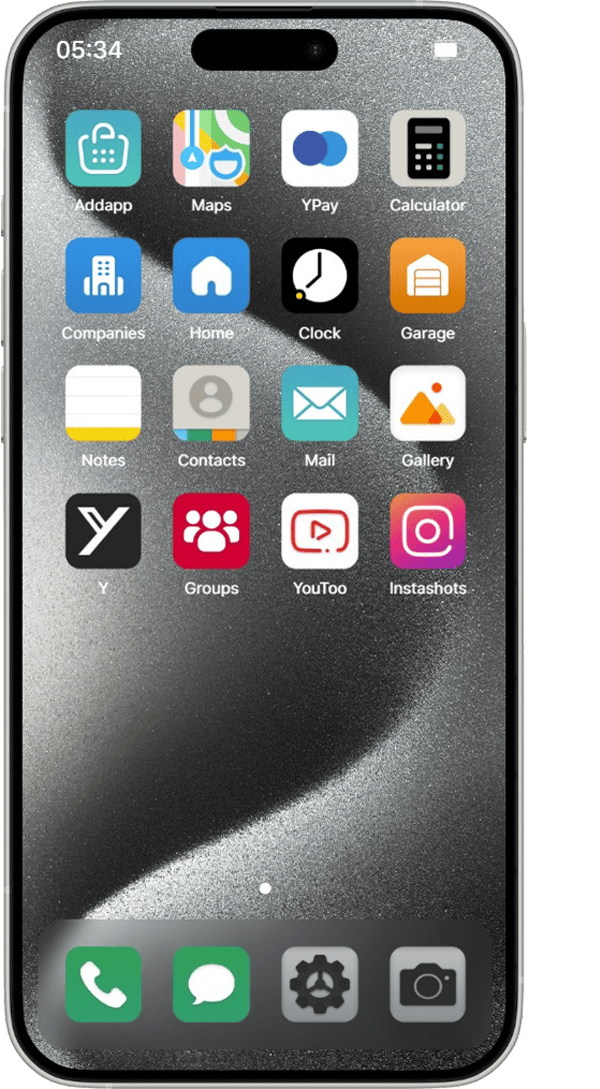 05:34
Addapp
Maps
YPay
Calculator
Companies
Home
Clock
Garage
Notes
Contacts
Mail
Gallery
Y
Groups
YouToo
Instashots